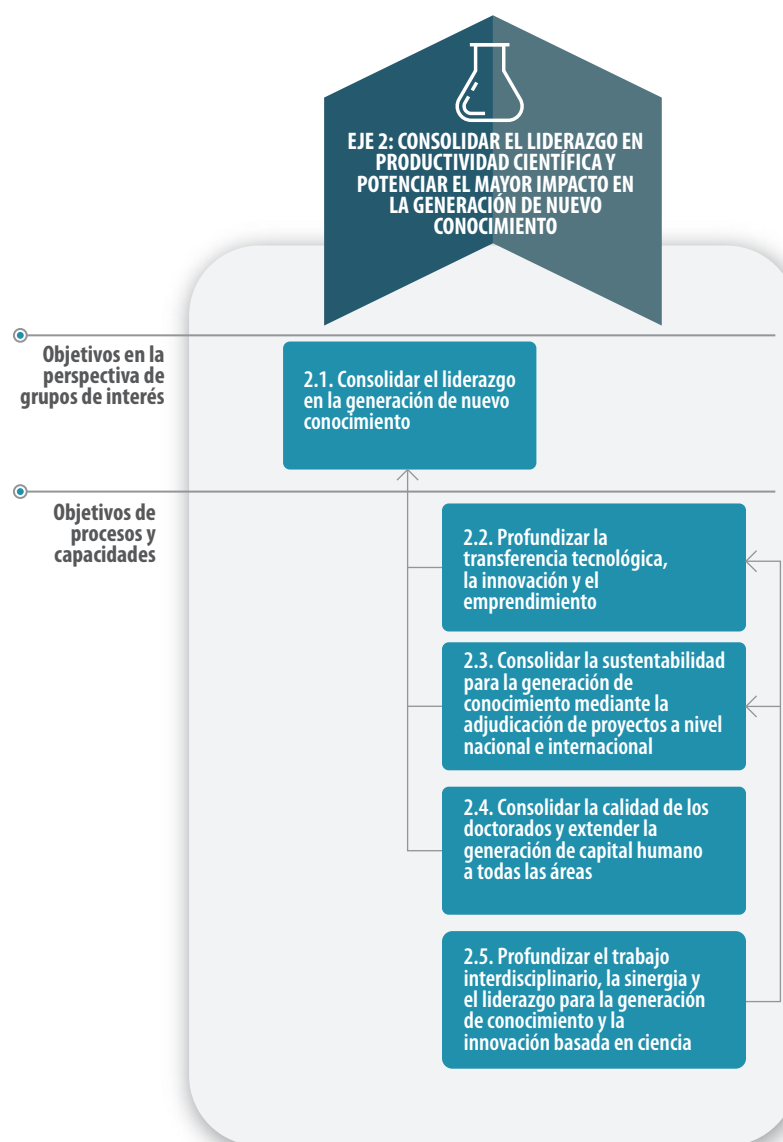 EJE 2: CONSOLIDAR EL LIDERAZGO EN
PRODUCTIVIDAD CIENTÍFICA Y
POTENCIAR EL MAYOR IMPACTO EN
LA GENERACIÓN DE NUEVO
CONOCIMIENTO
Objetivos en la
perspectiva de
grupos de interés
2.1. Consolidar el liderazgo
en la generación de nuevo
conocimiento
Objetivos de
procesos y
capacidades
2.2. Profundizar la
transferencia tecnológica,
la innovación y el
emprendimiento
2.3. Consolidar la sustentabilidad
para la generación de
conocimiento mediante la
adjudicación de proyectos a nivel
nacional e internacional
2.4. Consolidar la calidad de los
doctorados y extender la
generación de capital humano
a todas las áreas
2.5. Profundizar el trabajo
interdisciplinario, la sinergia y
el liderazgo para la generación
de conocimiento y la
innovación basada en ciencia